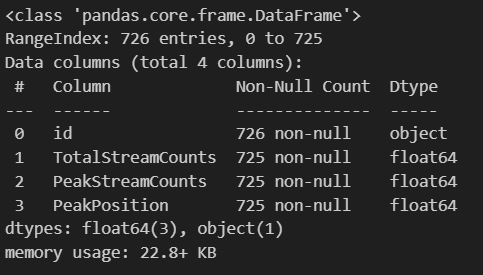 <class 'pandas.core.frame.DataFrame'>
RangeIndex: 726 entries, 0 to 725
Data columns (total 4 columns):
 #   Column             Non-Null Count  Dtype
---  ------             --------------  -----
 0   id                 726 non-null    object
 1   TotalStreamCounts  725 non-null    float64
 2   PeakStreamCounts   725 non-null    float64
 3   PeakPosition       725 non-null    float64
dtypes: float64(3), object(1)
memory usage: 22.8+ KB